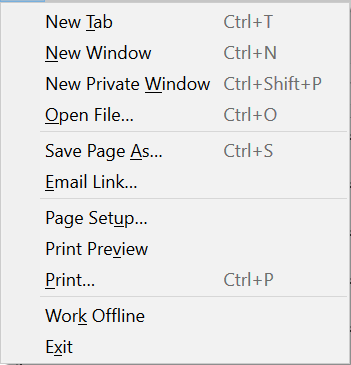 New Tab Ctrl+T
New Window Ctrl+N
New Private Window Ctrl+Shift+P
Open File... Ctrl+O
Save Page As... Ctrl+S
Email Link...
Page Setup...
Print Preview
Print... Ctrl+P
Work Offline
Exit